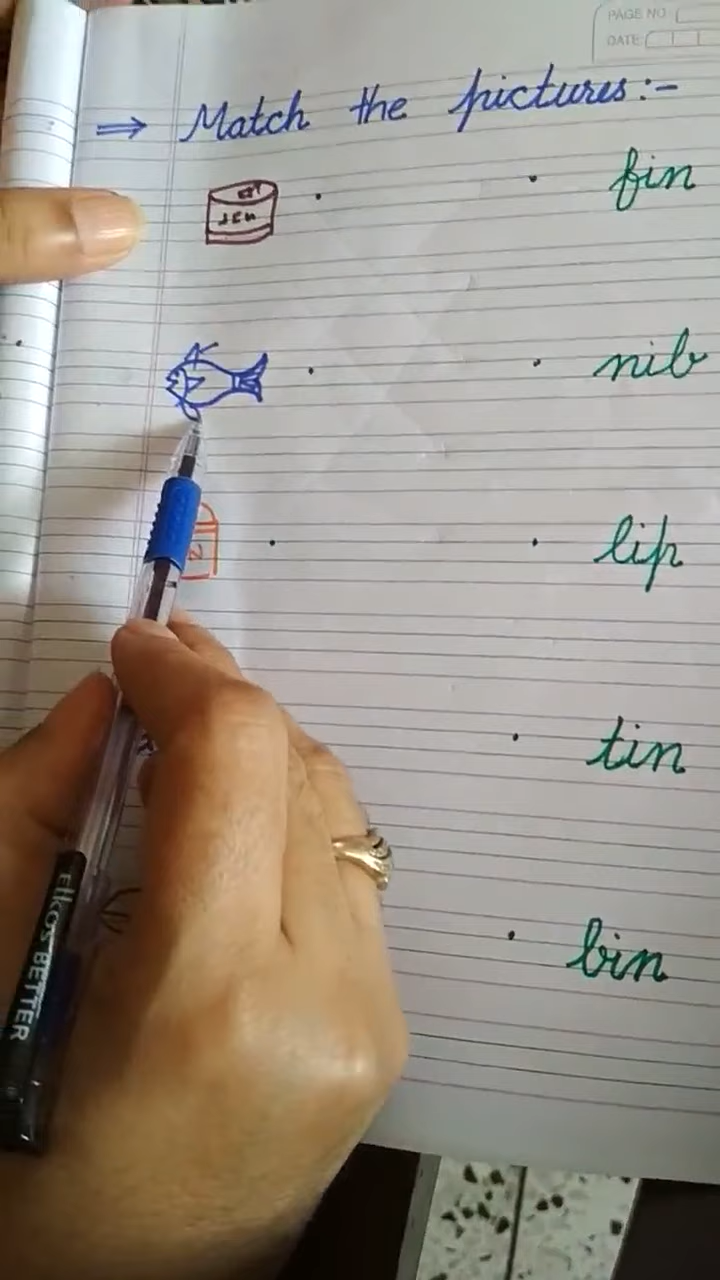 PAGE NO
DATE
⇒ Match the pictures:-
fin
nib
lip
tin
bin
elkos BETTER